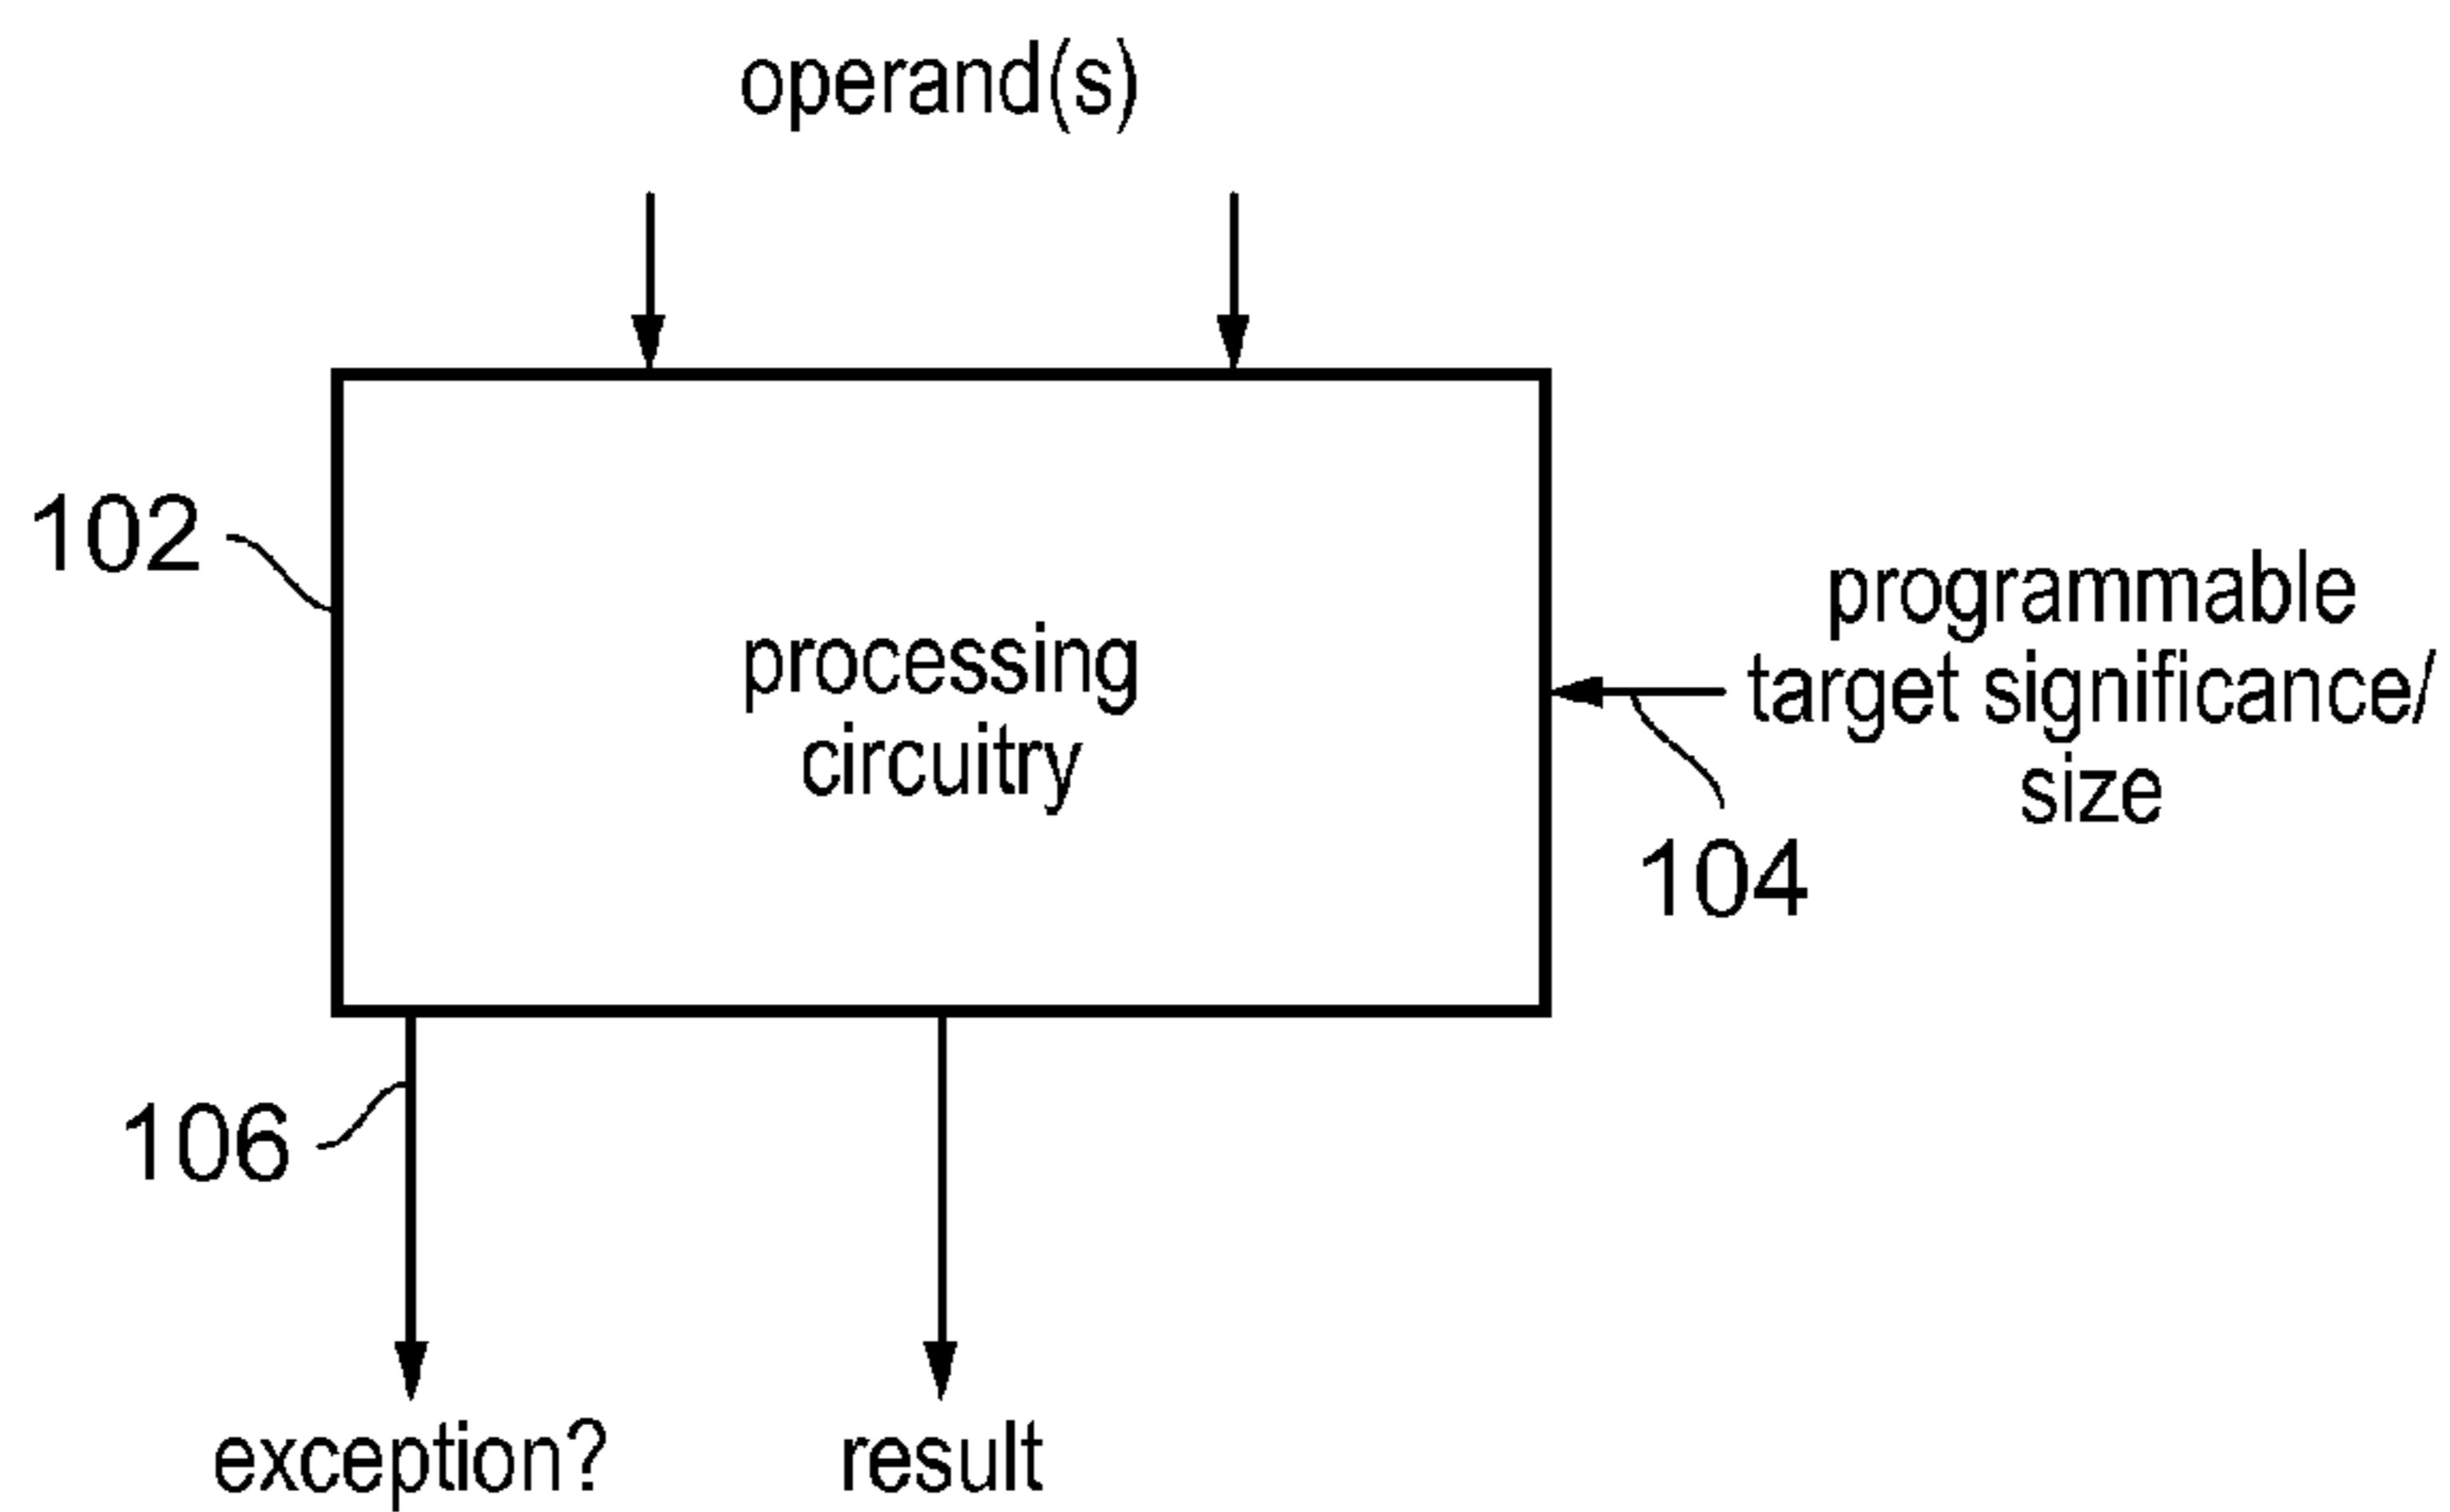 operand(s)
102
processing
circuitry
programmable
target significance/
size
104
106
exception?
result